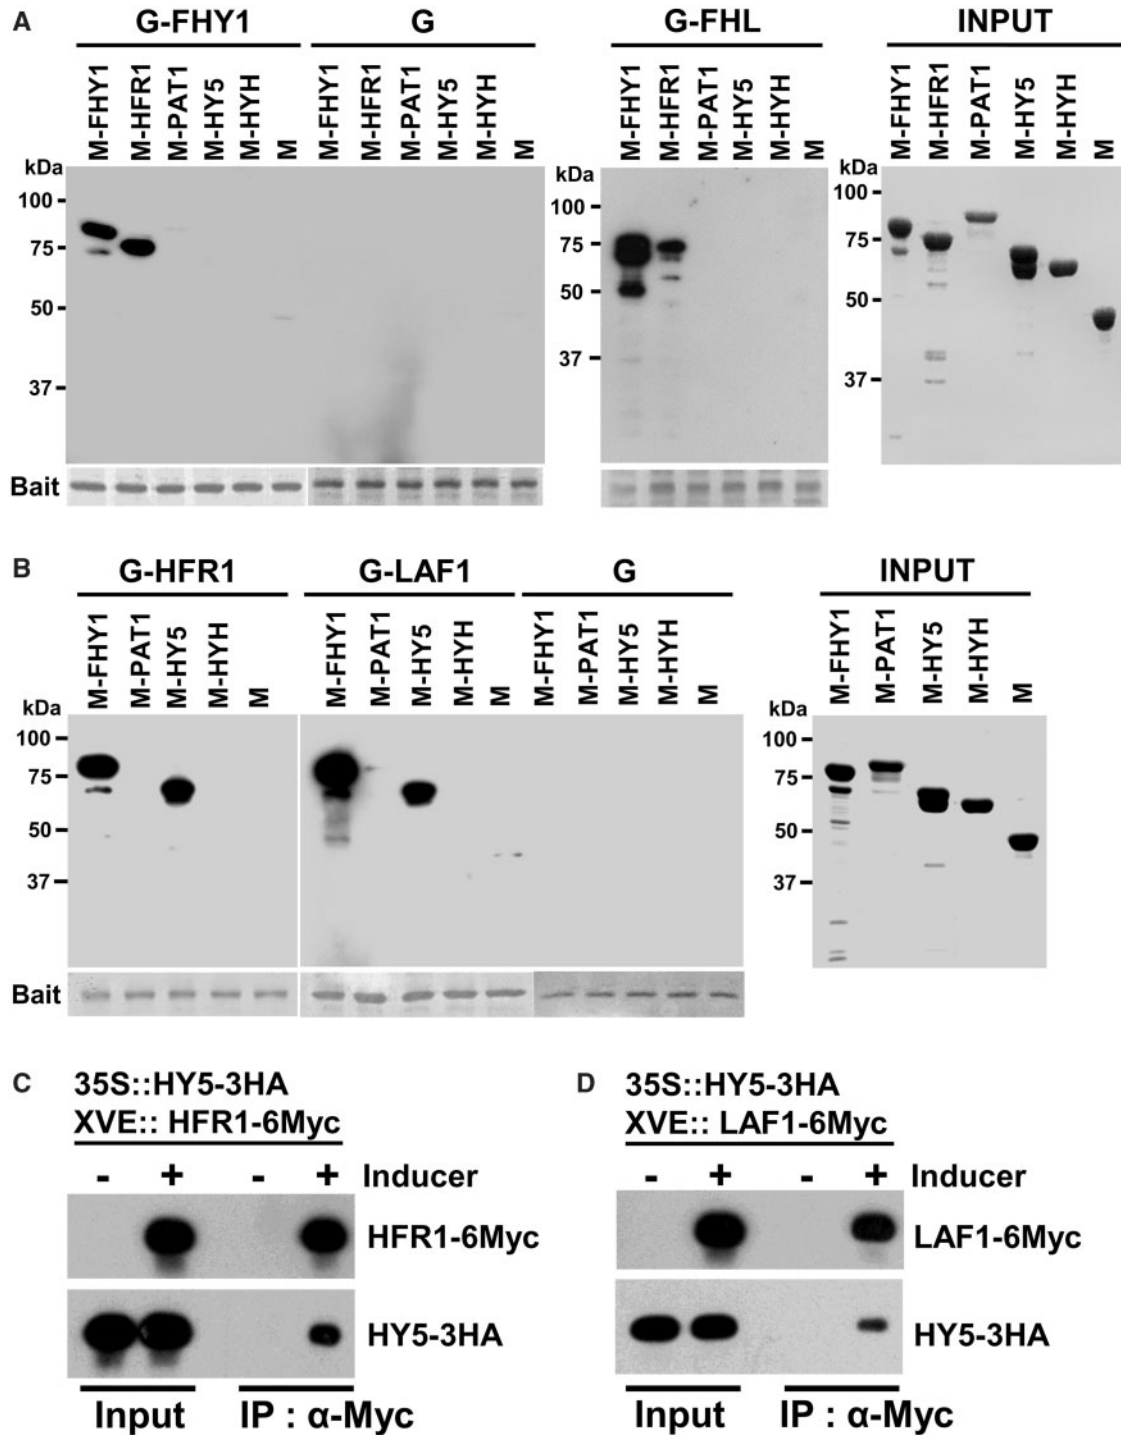 A
G-FHY1 G G-FHL INPUT
M-FHY1 M-HFR1 M-PAT1 M-HY5 M-HYH M M-FHY1 M-HFR1 M-PAT1 M-HY5 M-HYH M M-FHY1 M-HFR1 M-PAT1 M-HY5 M-HYH M M-FHY1 M-HFR1 M-PAT1 M-HY5 M-HYH M
kDa kDa kDa
100 100 100
75 75 75
50 50 50
37 37 37
Bait
B
G-HFR1 G-LAF1 G INPUT
M-FHY1 M-PAT1 M-HY5 M-HYH M M-FHY1 M-PAT1 M-HY5 M-HYH M M-FHY1 M-PAT1 M-HY5 M-HYH M M-FHY1 M-PAT1 M-HY5 M-HYH M
kDa kDa
100 100
75 75
50 50
37 37
Bait
C
35S::HY5-3HA
XVE:: HFR1-6Myc
- + - + Inducer
HFR1-6Myc
HY5-3HA
Input IP : α-Myc
D
35S::HY5-3HA
XVE:: LAF1-6Myc
- + - + Inducer
LAF1-6Myc
HY5-3HA
Input IP : α-Myc